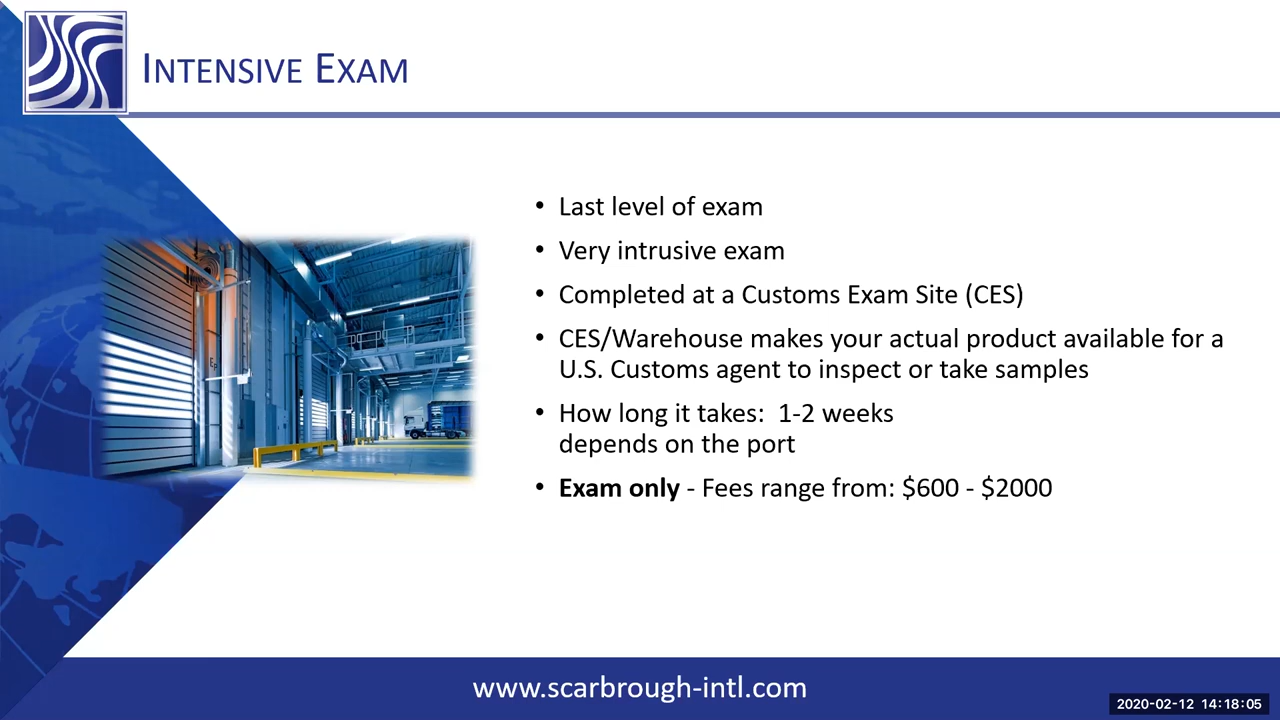 INTENSIVE EXAM
• Last level of exam
• Very intrusive exam
• Completed at a Customs Exam Site (CES)
• CES/Warehouse makes your actual product available for a
U.S. Customs agent to inspect or take samples
• How long it takes:  1-2 weeks
depends on the port
• Exam only - Fees range from: $600 - $2000
www.scarbrough-intl.com
2020-02-12 14:18:05